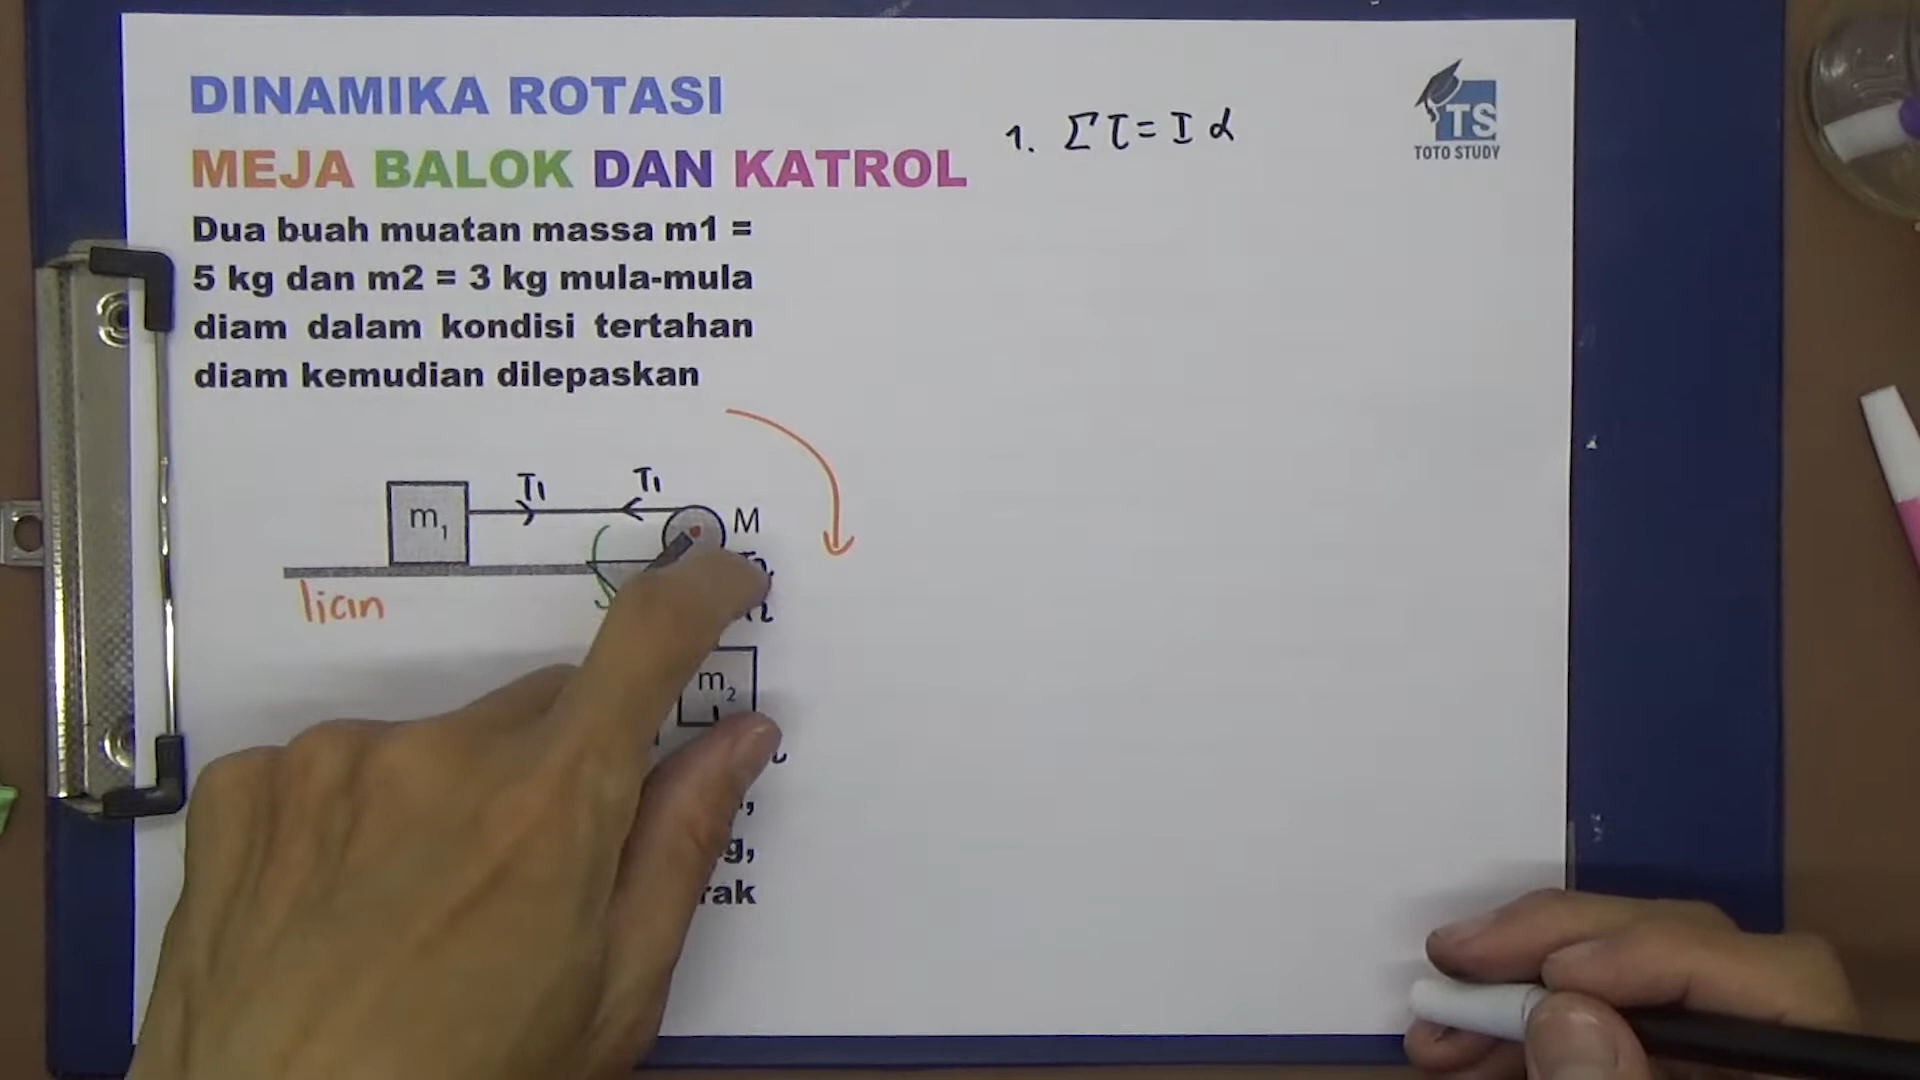 DINAMIKA ROTASI
MEJA BALOK DAN KATROL
Dua buah muatan massa m1 =
5 kg dan m2 = 3 kg mula-mula
diam dalam kondisi tertahan
diam kemudian dilepaskan
T1 T1
m1
M
licin
m2
rak
1. Στ = I α
TS
TOTO STUDY